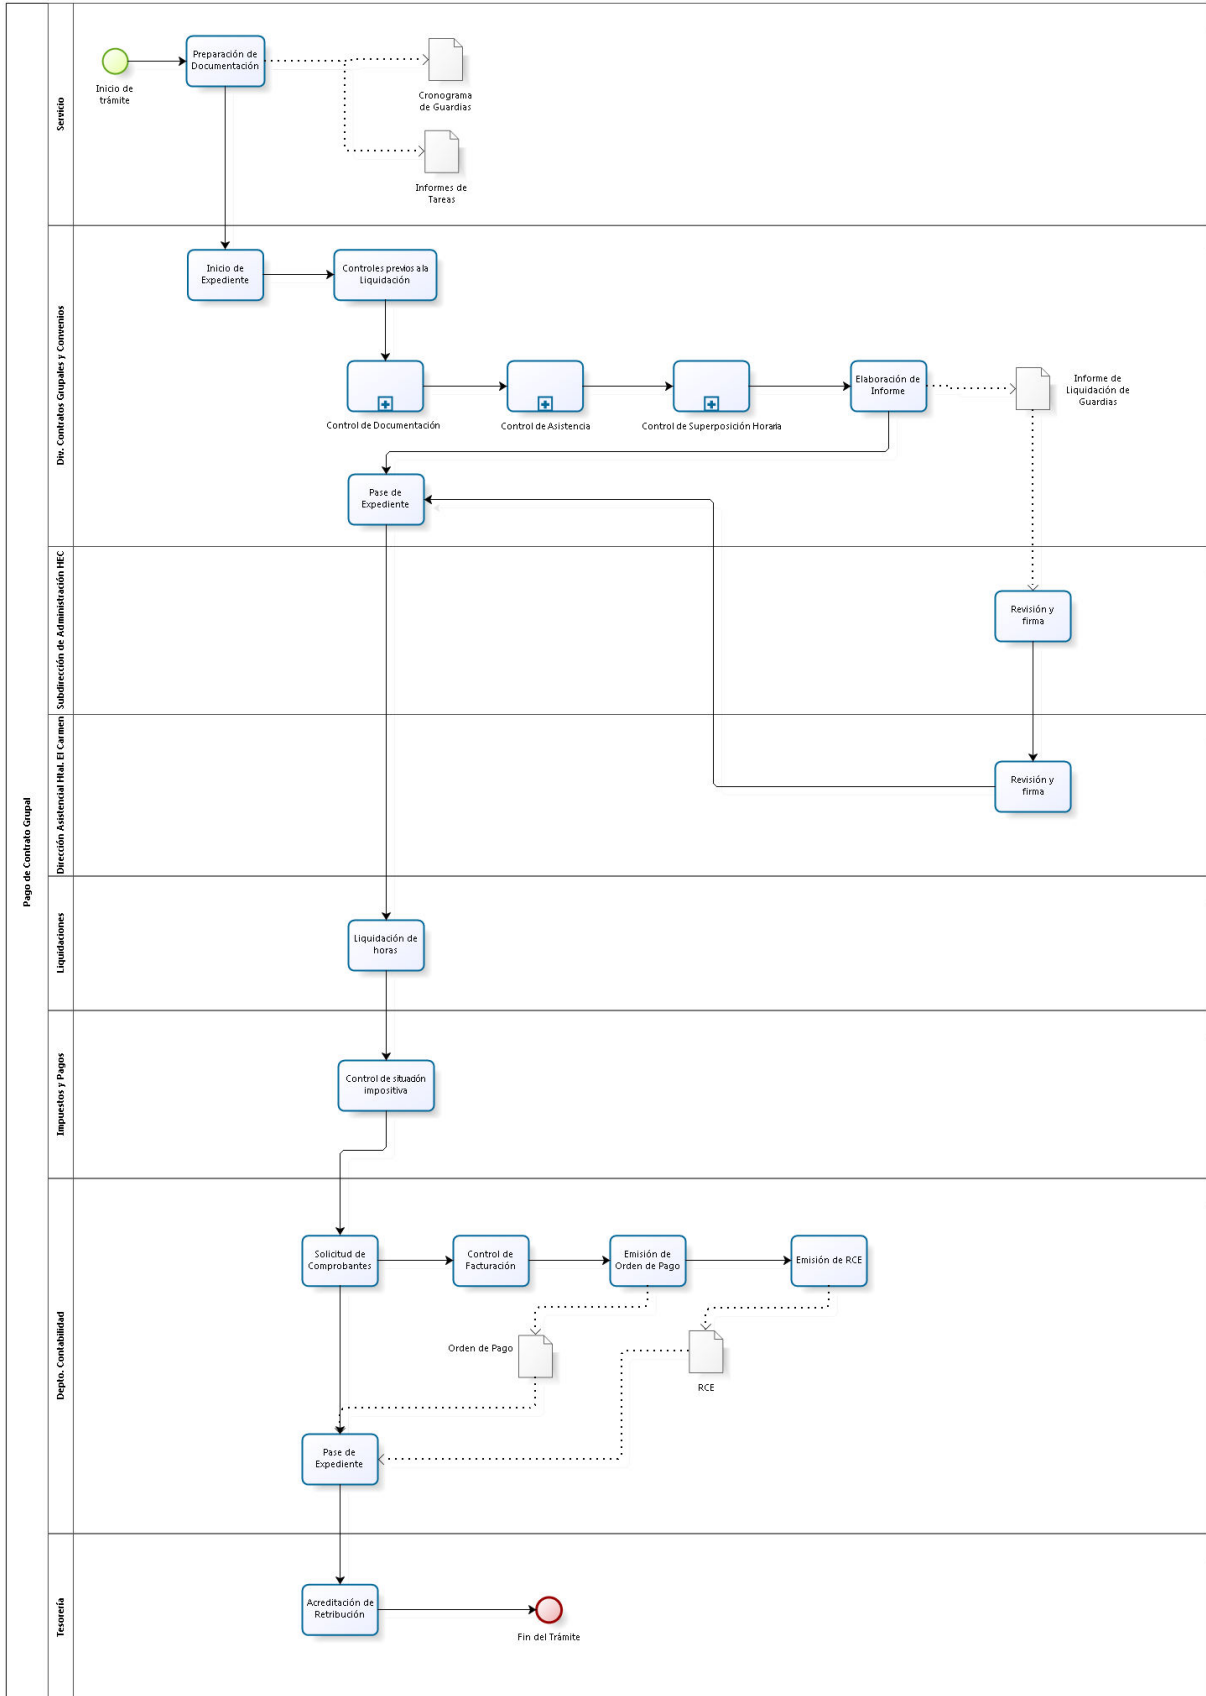 Pago de Contrato Grupal
Servicio
Inicio de
trámite
Preparación de
Documentación
Cronograma
de Guardias
Informes de
Tareas
Div. Contratos Grupales y Convenios
Inicio de
Expediente
Controles previos a la
Liquidación
Control de Documentación
Control de Asistencia
Control de Superposición Horaria
Elaboración de
Informe
Informe de
Liquidación de
Guardias
Pase de
Expediente
Subdirección de Administración HEC
Revisión y
firma
Dirección Asistencial Htal. El Carmen
Revisión y
firma
Liquidaciones
Liquidación de
horas
Impuestos y Pagos
Control de situación
impositiva
Depto. Contabilidad
Solicitud de
Comprobantes
Control de
Facturación
Emisión de
Orden de Pago
Emisión de RCE
Orden de Pago
RCE
Pase de
Expediente
Tesorería
Acreditación de
Retribución
Fin del Trámite